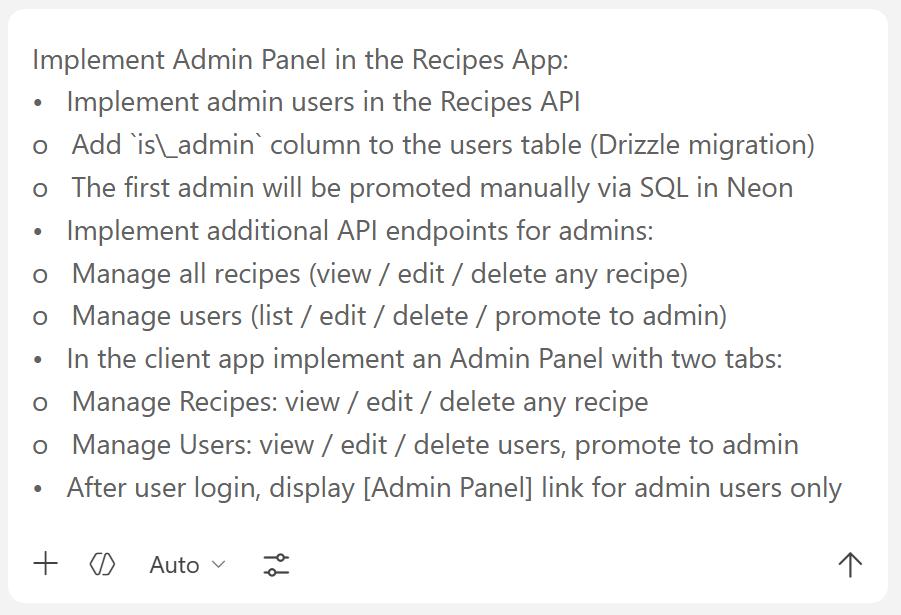 Implement Admin Panel in the Recipes App:
• Implement admin users in the Recipes API
o Add `is\_admin` column to the users table (Drizzle migration)
o The first admin will be promoted manually via SQL in Neon
• Implement additional API endpoints for admins:
o Manage all recipes (view / edit / delete any recipe)
o Manage users (list / edit / delete / promote to admin)
• In the client app implement an Admin Panel with two tabs:
o Manage Recipes: view / edit / delete any recipe
o Manage Users: view / edit / delete users, promote to admin
• After user login, display [Admin Panel] link for admin users only
Auto